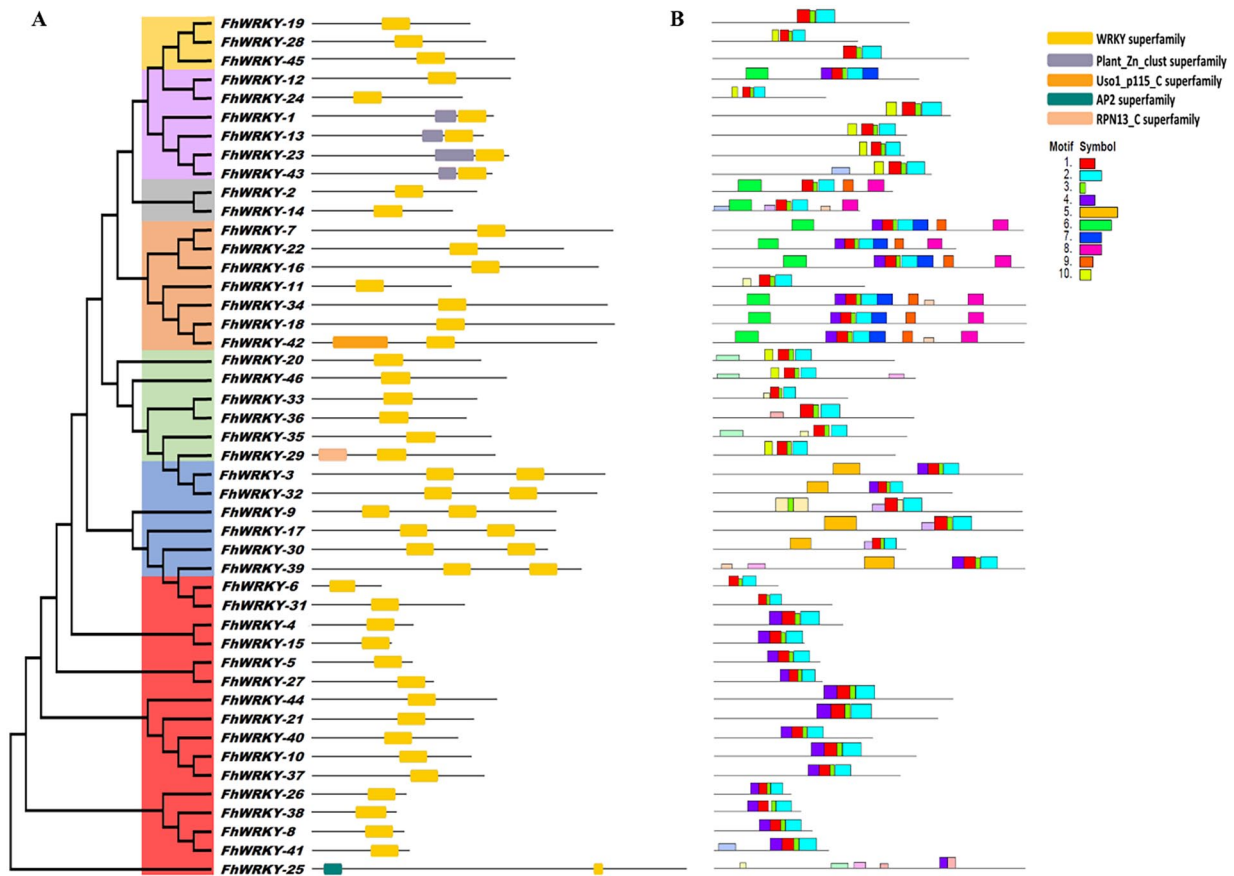 A
B
FhWRKY-19
FhWRKY-28
FhWRKY-45
FhWRKY-12
FhWRKY-24
FhWRKY-1
FhWRKY-13
FhWRKY-23
FhWRKY-43
FhWRKY-2
FhWRKY-14
FhWRKY-7
FhWRKY-22
FhWRKY-16
FhWRKY-11
FhWRKY-34
FhWRKY-18
FhWRKY-42
FhWRKY-20
FhWRKY-46
FhWRKY-33
FhWRKY-36
FhWRKY-35
FhWRKY-29
FhWRKY-3
FhWRKY-32
FhWRKY-9
FhWRKY-17
FhWRKY-30
FhWRKY-39
FhWRKY-6
FhWRKY-31
FhWRKY-4
FhWRKY-15
FhWRKY-5
FhWRKY-27
FhWRKY-44
FhWRKY-21
FhWRKY-40
FhWRKY-10
FhWRKY-37
FhWRKY-26
FhWRKY-38
FhWRKY-8
FhWRKY-41
FhWRKY-25
WRKY superfamily
Plant_Zn_clust superfamily
Uso1_p115_C superfamily
AP2 superfamily
RPN13_C superfamily
Motif Symbol
1.
2.
3.
4.
5.
6.
7.
8.
9.
10.